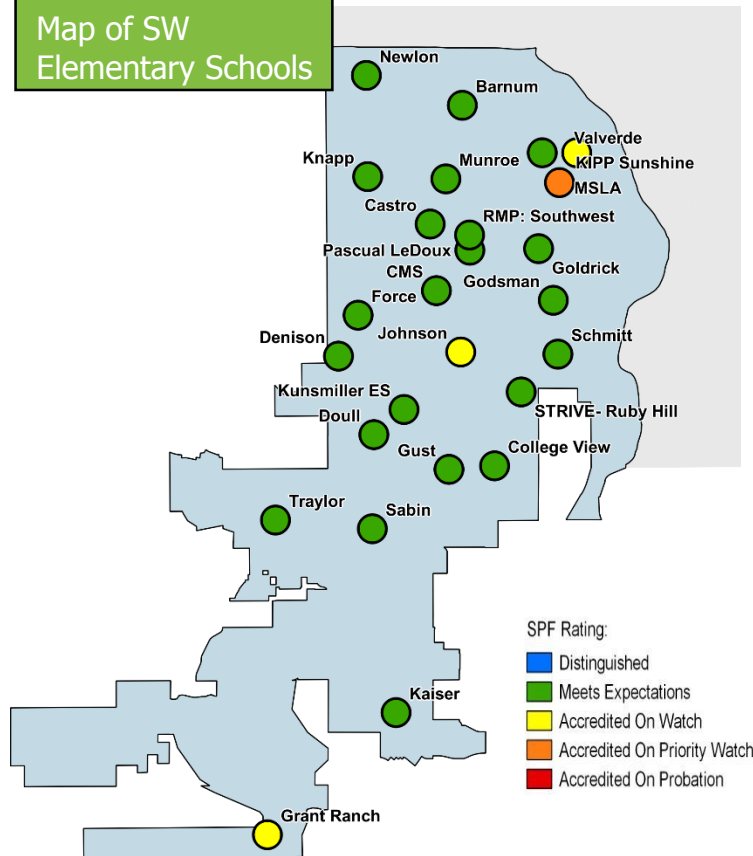 Map of SW
Elementary Schools
Newlon
Barnum
Valverde
KIPP Sunshine
Knapp
Munroe
MSLA
Castro
RMP: Southwest
Pascual LeDoux
Goldrick
CMS
Godsman
Force
Johnson
Schmitt
Denison
Kunsmiller ES
STRIVE- Ruby Hill
Doull
Gust
College View
Traylor
Sabin
Kaiser
Grant Ranch
SPF Rating:
Distinguished
Meets Expectations
Accredited On Watch
Accredited On Priority Watch
Accredited On Probation